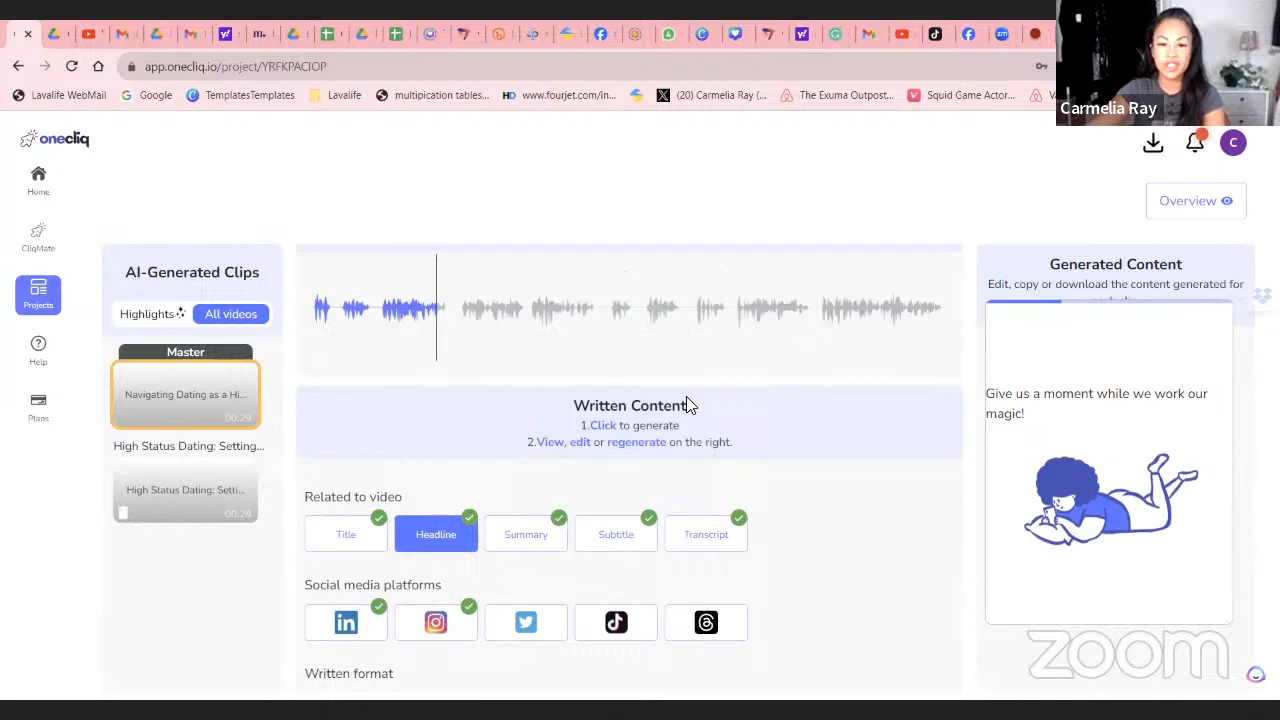 app.onecliq.io/project/YRFKPACIOP
Lavalife WebMail
Google
TemplatesTemplates
Lavalife
multipication tables...
HD www.fourjet.com/in...
X (20) Carmelia Ray (...
The Exuma Outpost...
Squid Game Actor...
Carmelia Ray
onecliq
C
Home
Overview
CliqMate
Projects
Help
Plans
AI-Generated Clips
Highlights
All videos
Master
Navigating Dating as a Hi...
00:29
High Status Dating: Setting...
High Status Dating: Setti...
00:28
Written Content
1.Click to generate
2.View, edit or regenerate on the right.
Related to video
Title
Headline
Summary
Subtitle
Transcript
Social media platforms
Written format
Generated Content
Edit, copy or download the content generated for
Give us a moment while we work our
magic!
zoom